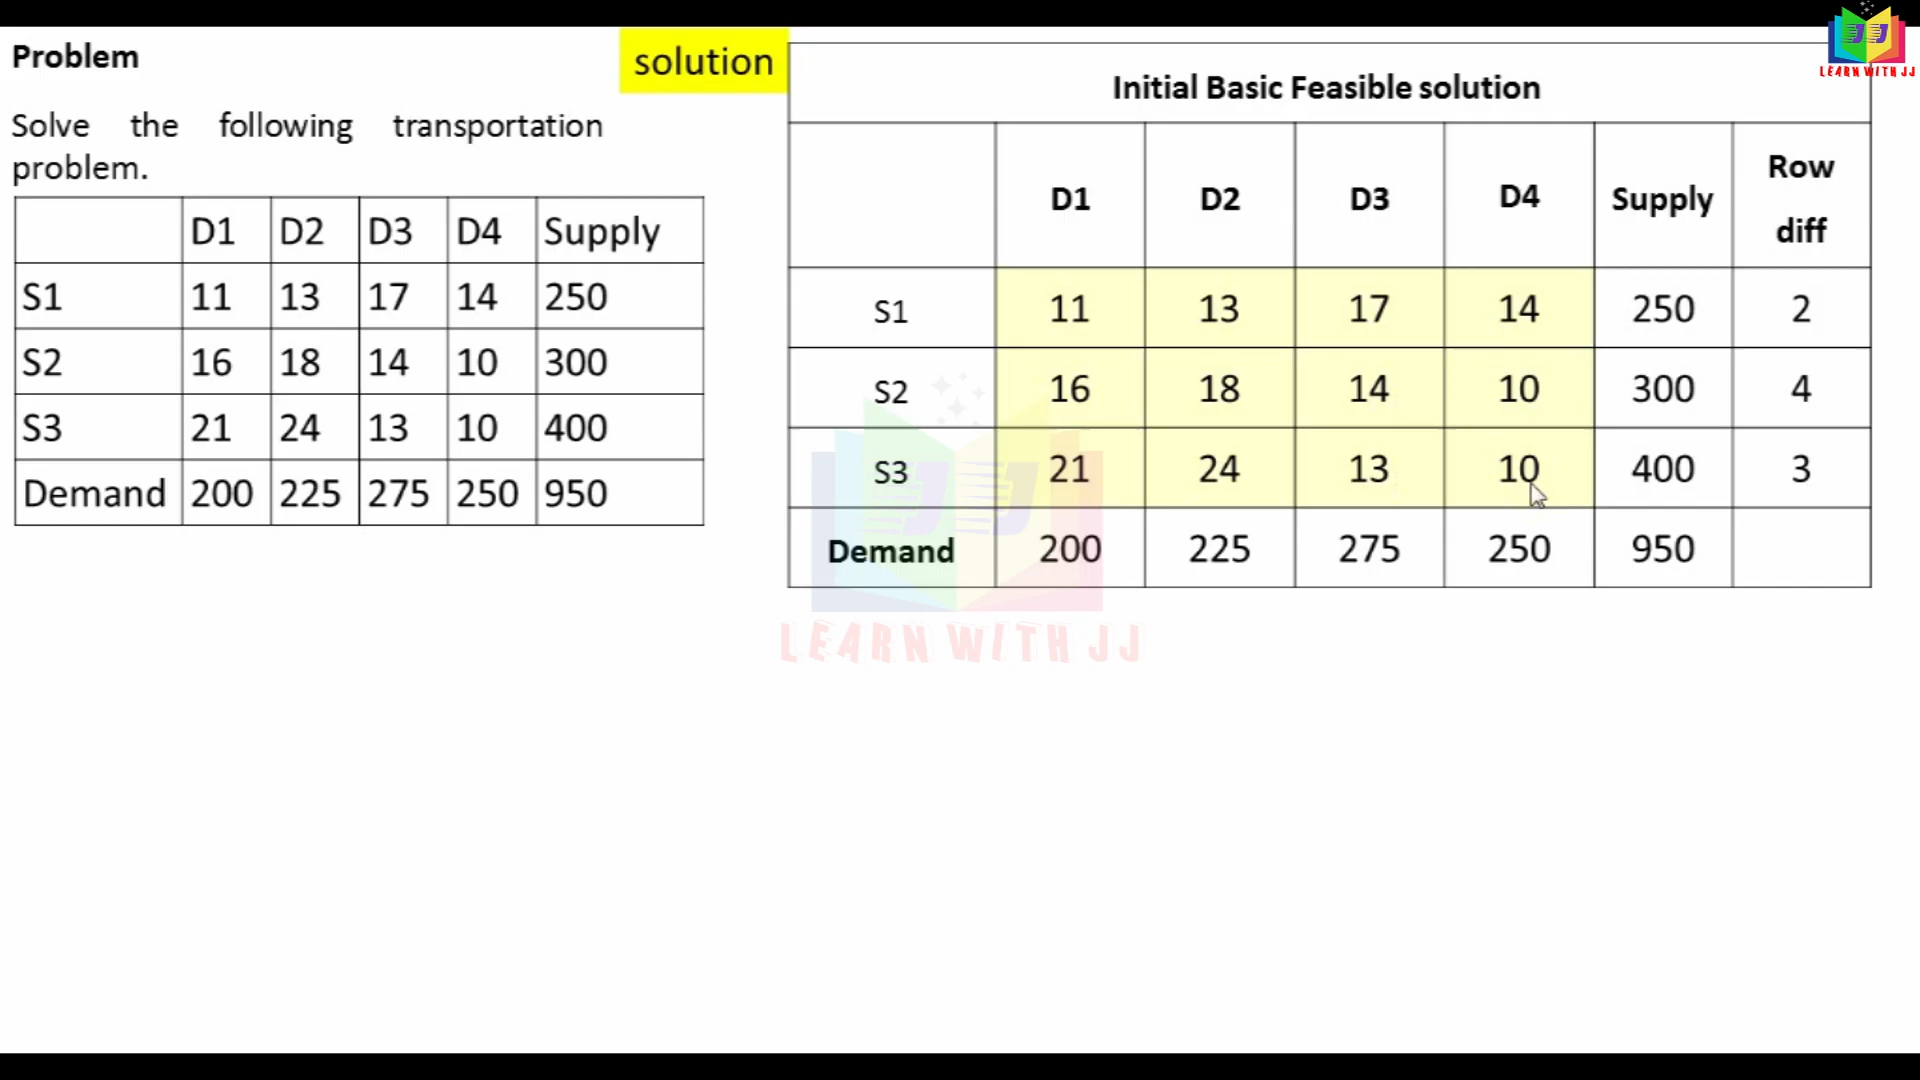 Problem
Solve the following transportation
problem.
D1 D2 D3 D4 Supply
S1 11 13 17 14 250
S2 16 18 14 10 300
S3 21 24 13 10 400
Demand 200 225 275 250 950
solution
Initial Basic Feasible solution
D1 D2 D3 D4 Supply Row
diff
S1 11 13 17 14 250 2
S2 16 18 14 10 300 4
S3 21 24 13 10 400 3
Demand 200 225 275 250 950
JJ
LEARN WITH JJ
JJ
LEARN WITH JJ